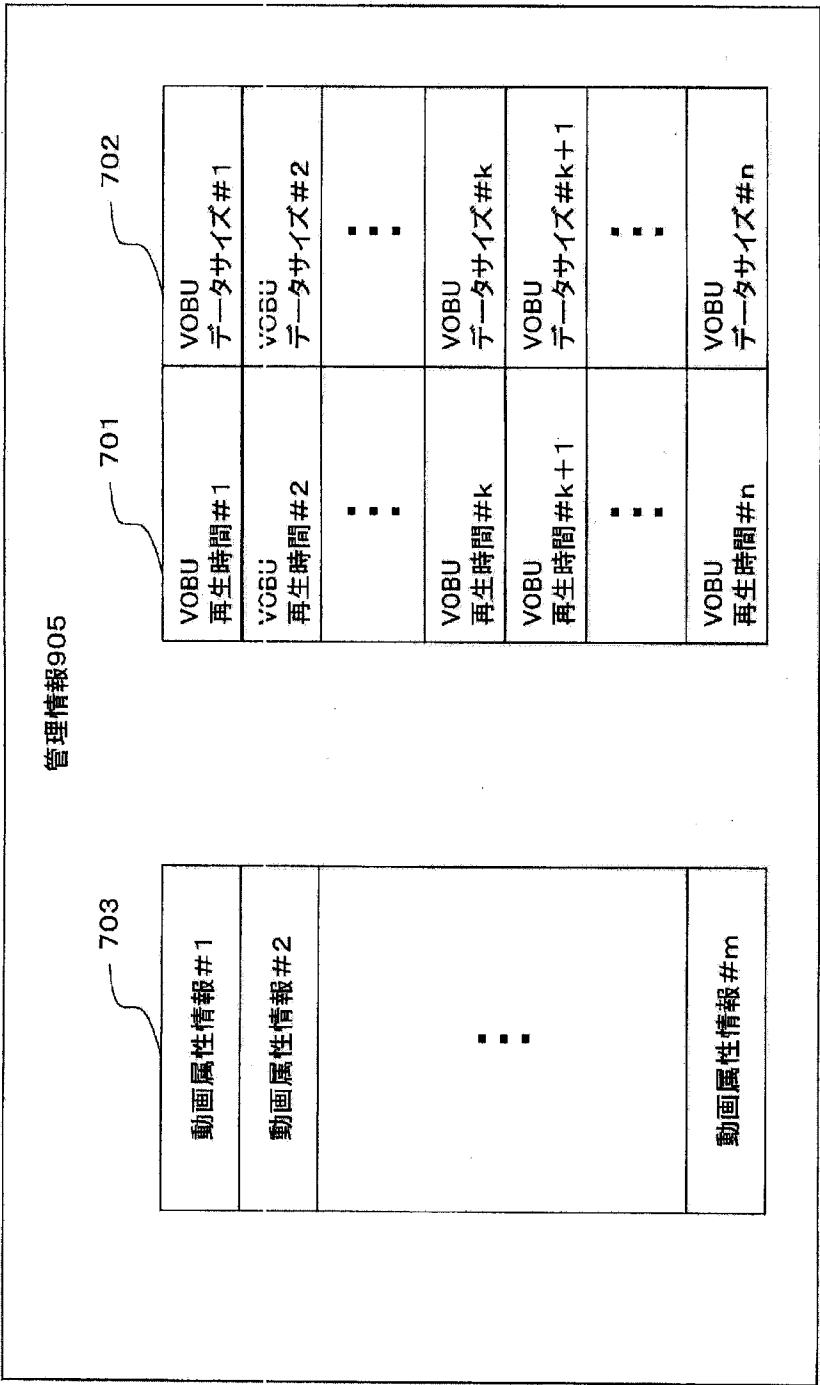 管理情報905
703
動画属性情報#1
動画属性情報#2
動画属性情報#m
701
702
VOBU
再生時間#1
VOBU
データサイズ#1
VOBU
再生時間#2
VOBU
データサイズ#2
VOBU
再生時間#k
VOBU
データサイズ#k
VOBU
再生時間#k+1
VOBU
データサイズ#k+1
VOBU
再生時間#n
VOBU
データサイズ#n